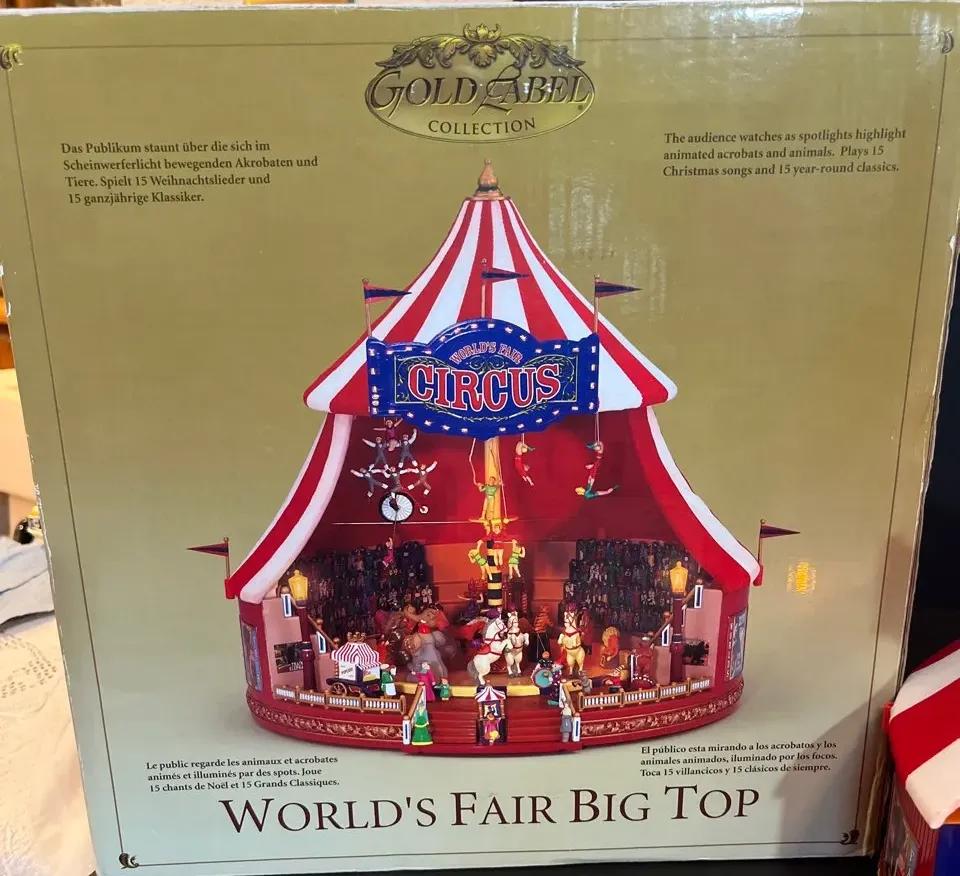 GOLD LABEL
COLLECTION
Das Publikum staunt über die sich im
Scheinwerferlicht bewegenden Akrobaten und
Tiere. Spielt 15 Weihnachtslieder und
15 ganzjährige Klassiker.
The audience watches as spotlights highlight
animated acrobats and animals. Plays 15
Christmas songs and 15 year-round classics.
WORLD'S FAIR
CIRCUS
Le public regarde les animaux et acrobates
animés et illuminés par des spots. Joue
15 chants de Noël et 15 Grands Classiques.
El público esta mirando a los acrobatos y los
animales animados, iluminado por los focos.
Toca 15 villancicos y 15 clásicos de siempre.
WORLD'S FAIR BIG TOP